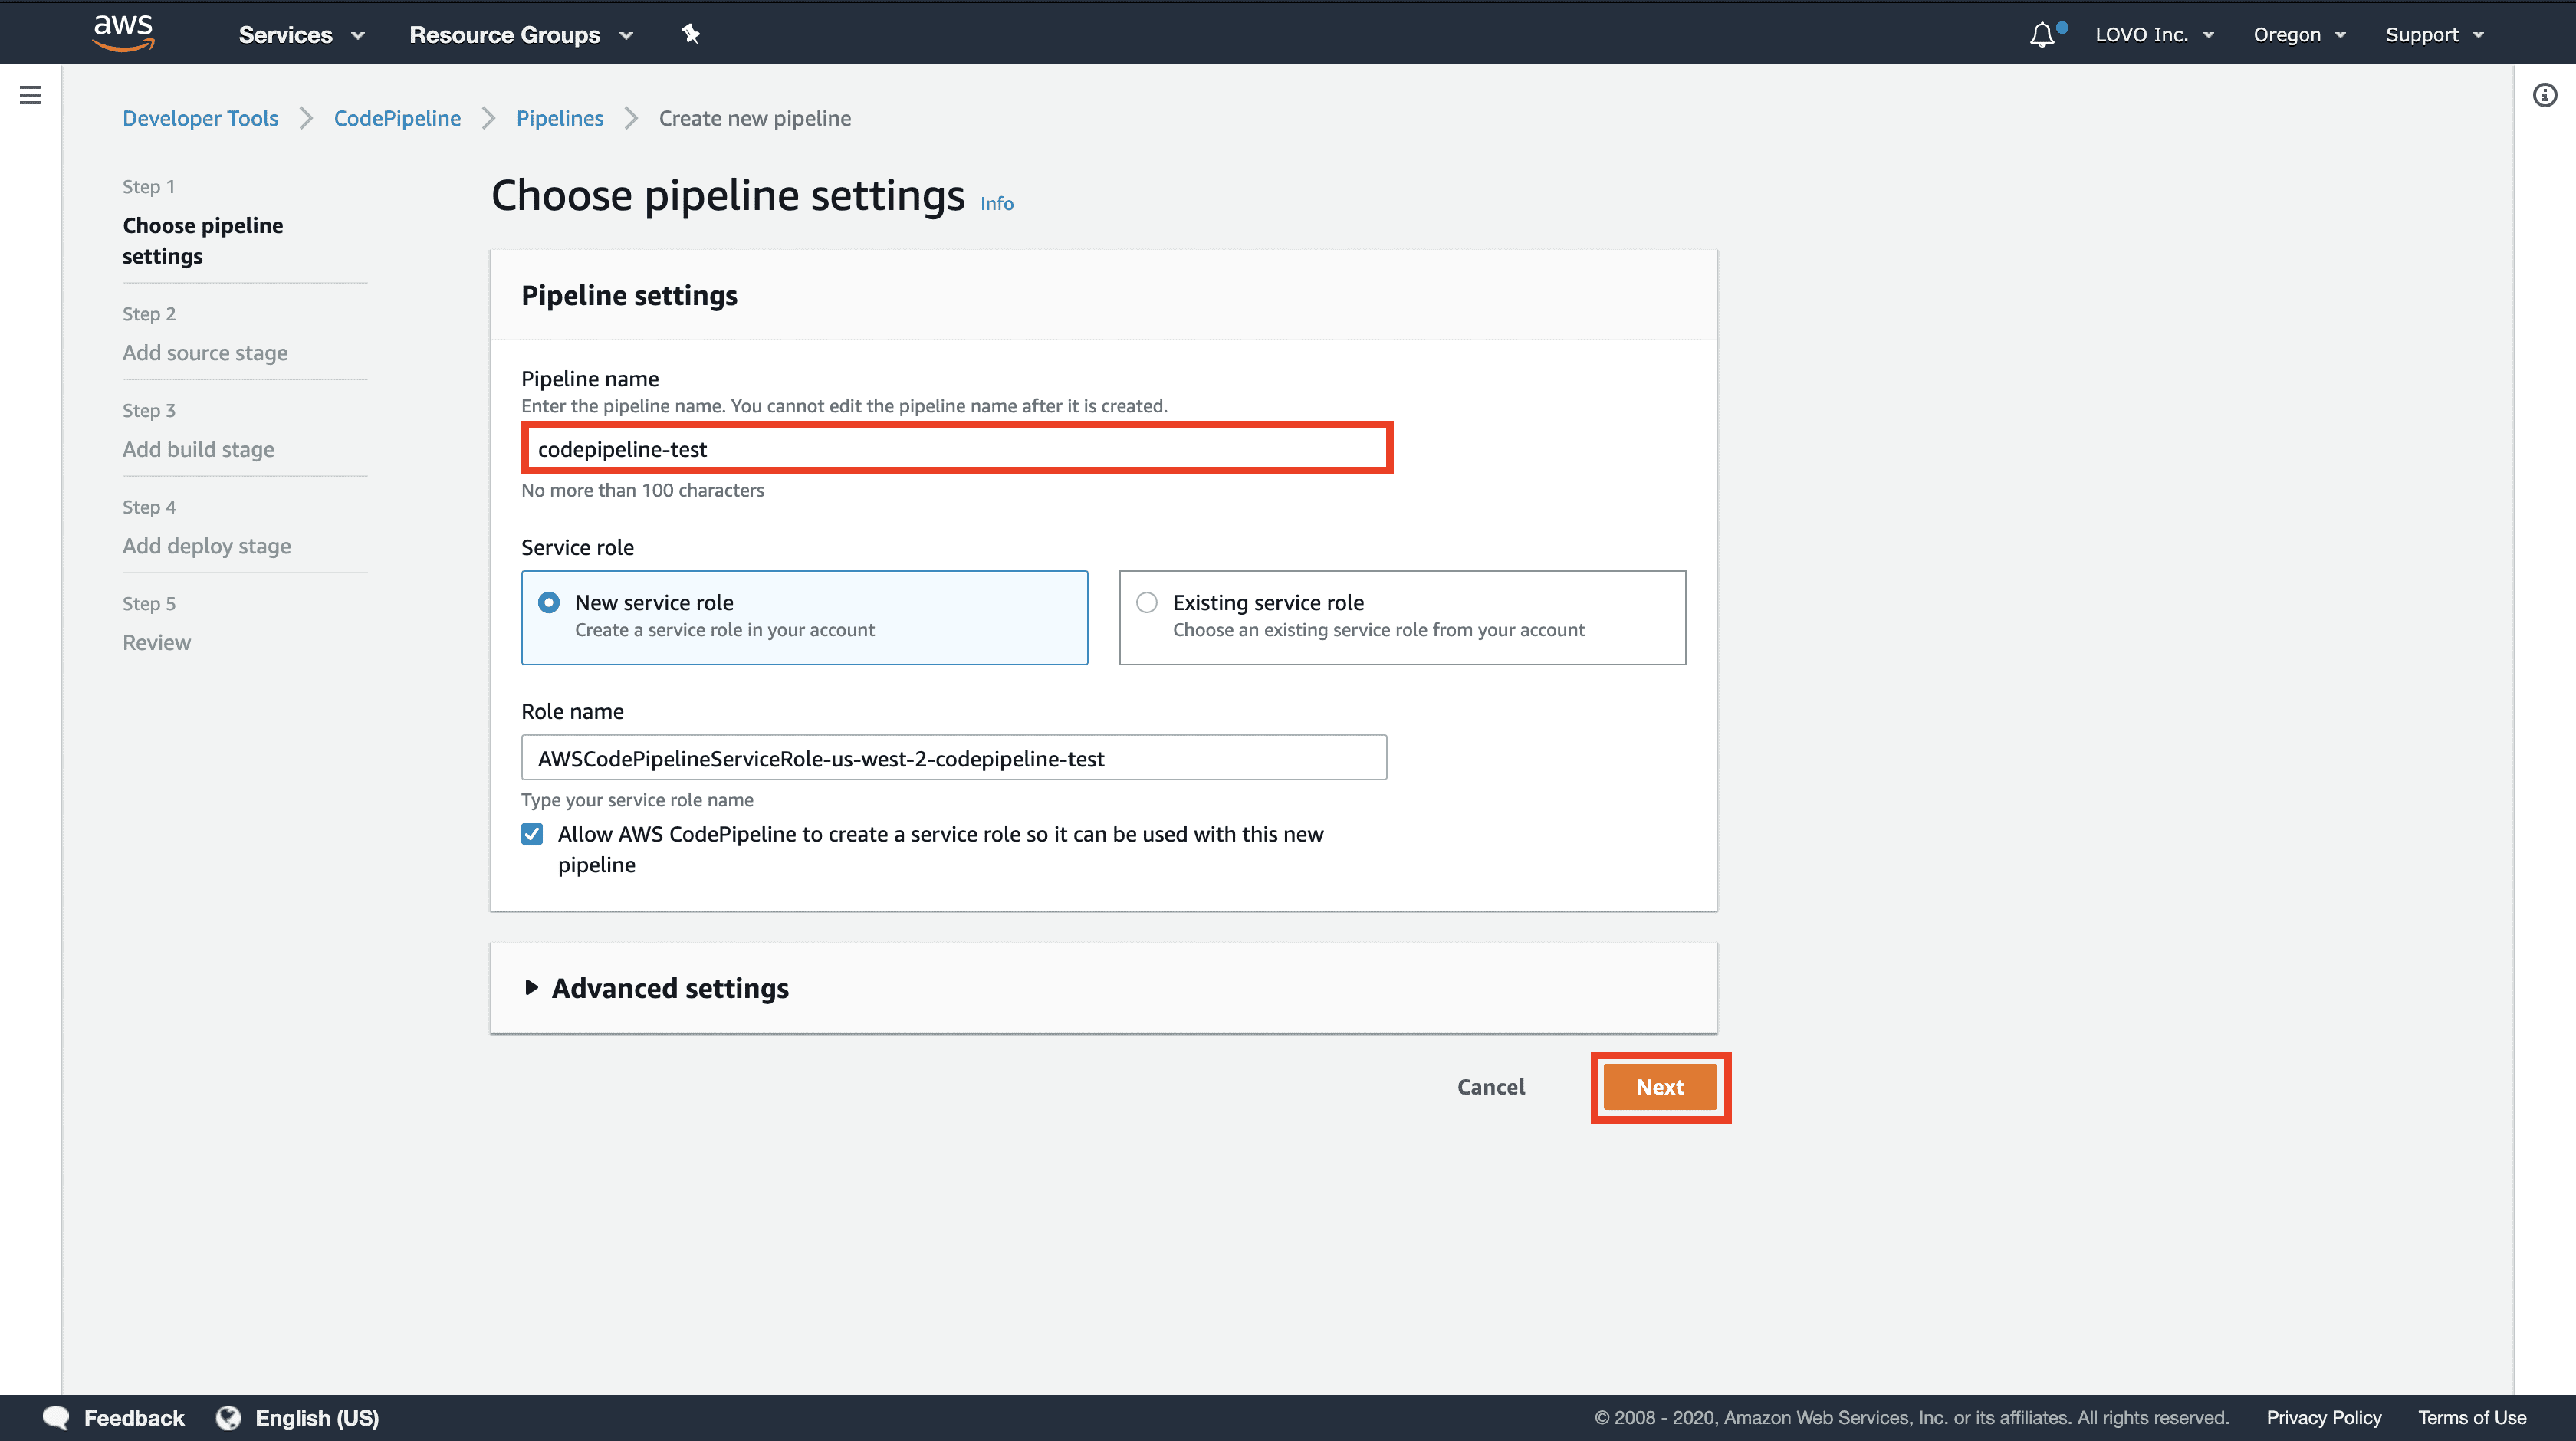 aws Services Resource Groups LOVO Inc. Oregon Support
Developer Tools CodePipeline Pipelines Create new pipeline
Step 1
Choose pipeline
settings
Step 2
Add source stage
Step 3
Add build stage
Step 4
Add deploy stage
Step 5
Review
Choose pipeline settings Info
Pipeline settings
Pipeline name
Enter the pipeline name. You cannot edit the pipeline name after it is created.
codepipeline-test
No more than 100 characters
Service role
New service role
Create a service role in your account
Existing service role
Choose an existing service role from your account
Role name
AWSCodePipelineServiceRole-us-west-2-codepipeline-test
Type your service role name
Allow AWS CodePipeline to create a service role so it can be used with this new
pipeline
Advanced settings
Cancel Next
Feedback English (US) © 2008 - 2020, Amazon Web Services, Inc. or its affiliates. All rights reserved. Privacy Policy Terms of Use